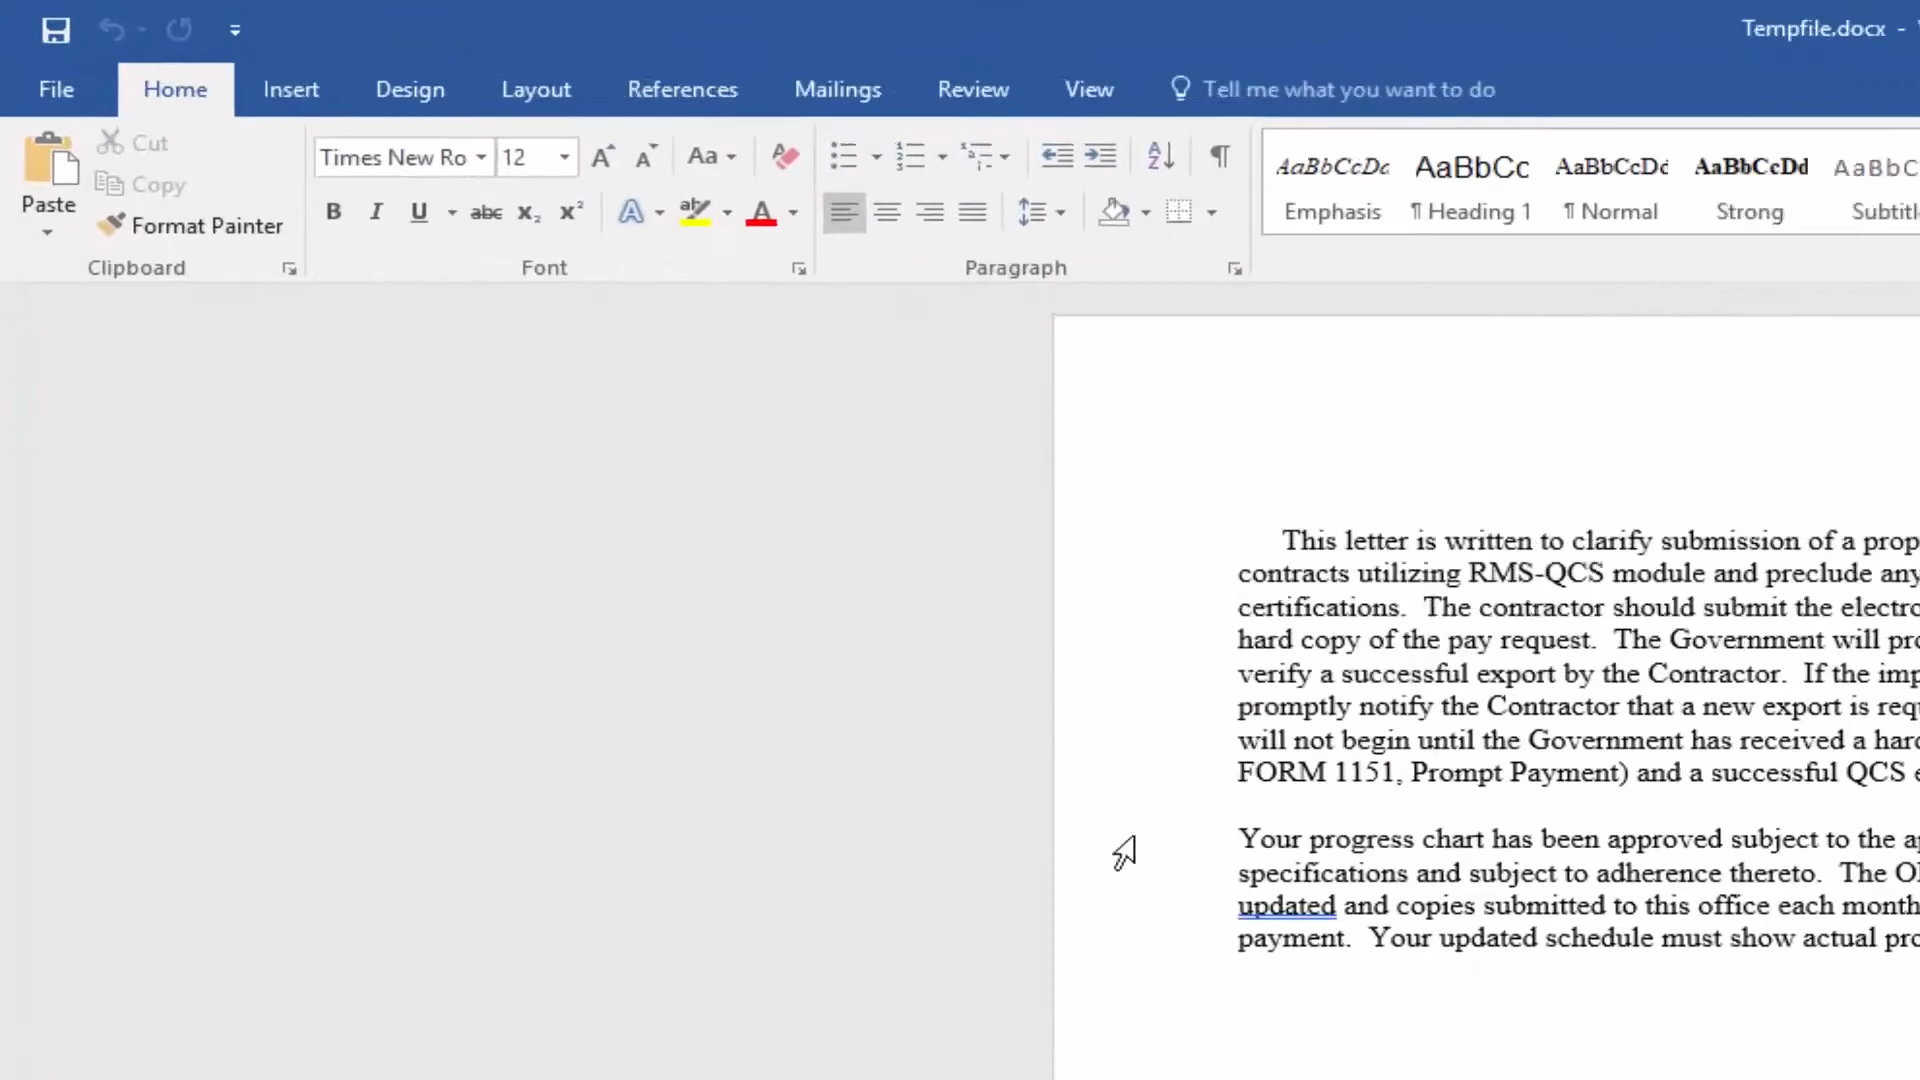 Tempfile.docx -
File Home Insert Design Layout References Mailings Review View Tell me what you want to do
Paste
Cut
Copy
Format Painter
Clipboard
Times New Ro 12
Aa
B I U abc x₂ x² A aby A
Font
Paragraph
AaBbCcDc AaBbCc AaBbCcDc AaBbCcDd AaBbC
Emphasis ¶ Heading 1 ¶ Normal Strong Subtitl
This letter is written to clarify submission of a prop
contracts utilizing RMS-QCS module and preclude any
certifications. The contractor should submit the electro
hard copy of the pay request. The Government will pro
verify a successful export by the Contractor. If the imp
promptly notify the Contractor that a new export is requ
will not begin until the Government has received a hard
FORM 1151, Prompt Payment) and a successful QCS e
Your progress chart has been approved subject to the ap
specifications and subject to adherence thereto. The O
updated and copies submitted to this office each month
payment. Your updated schedule must show actual pro